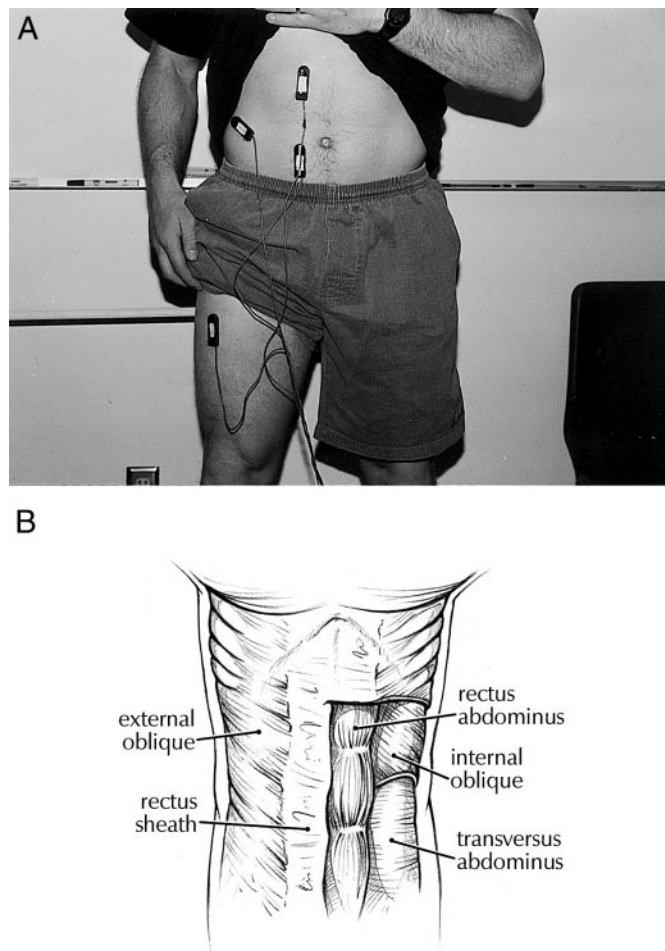 A
B
external
oblique
rectus
sheath
rectus
abdominus
internal
oblique
transversus
abdominus